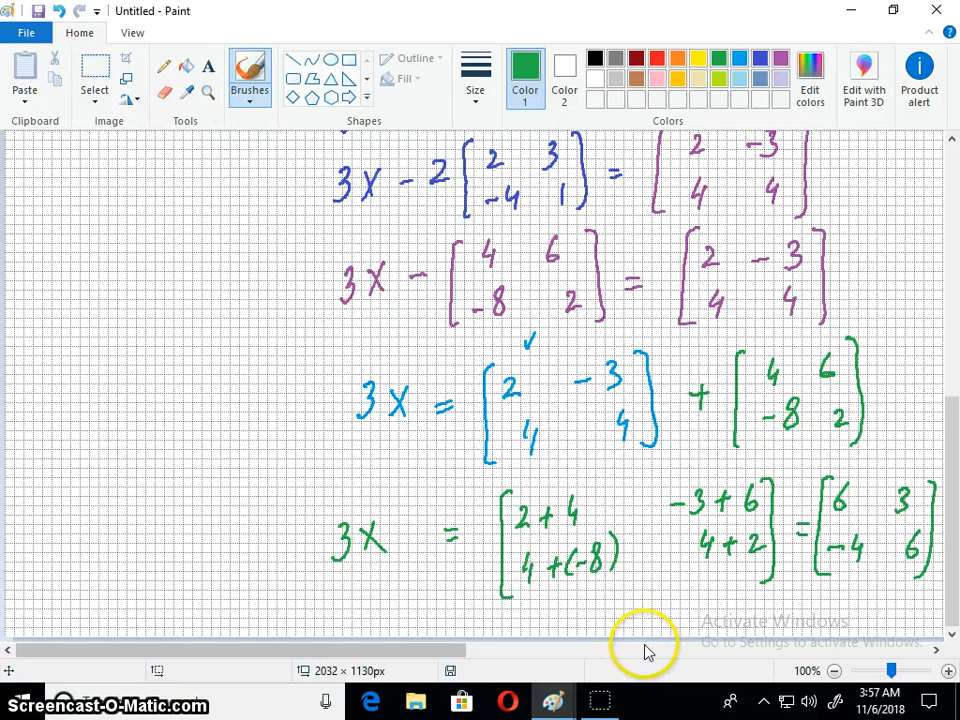 Untitled - Paint
File Home View
Paste Select Brushes Outline Fill Size Color 1 Color 2 Edit colors Edit with Paint 3D Product alert
Clipboard Image Tools Shapes Colors
3X - 2 [ 2 3 ] = [ 2 -3 ]
[ -4 1 ] [ 4 4 ]
3X - [ 4 6 ] = [ 2 -3 ]
[ -8 2 ] [ 4 4 ]
3X = [ 2 -3 ] + [ 4 6 ]
[ 4 4 ] [ -8 2 ]
3X = [ 2+4 -3+6 ] = [ 6 3 ]
[ 4+(-8) 4+2 ] [ -4 6 ]
Activate Windows
Go to Settings to activate Windows.
2032 × 1130px 100%
3:57 AM
11/6/2018
Screencast-O-Matic.com